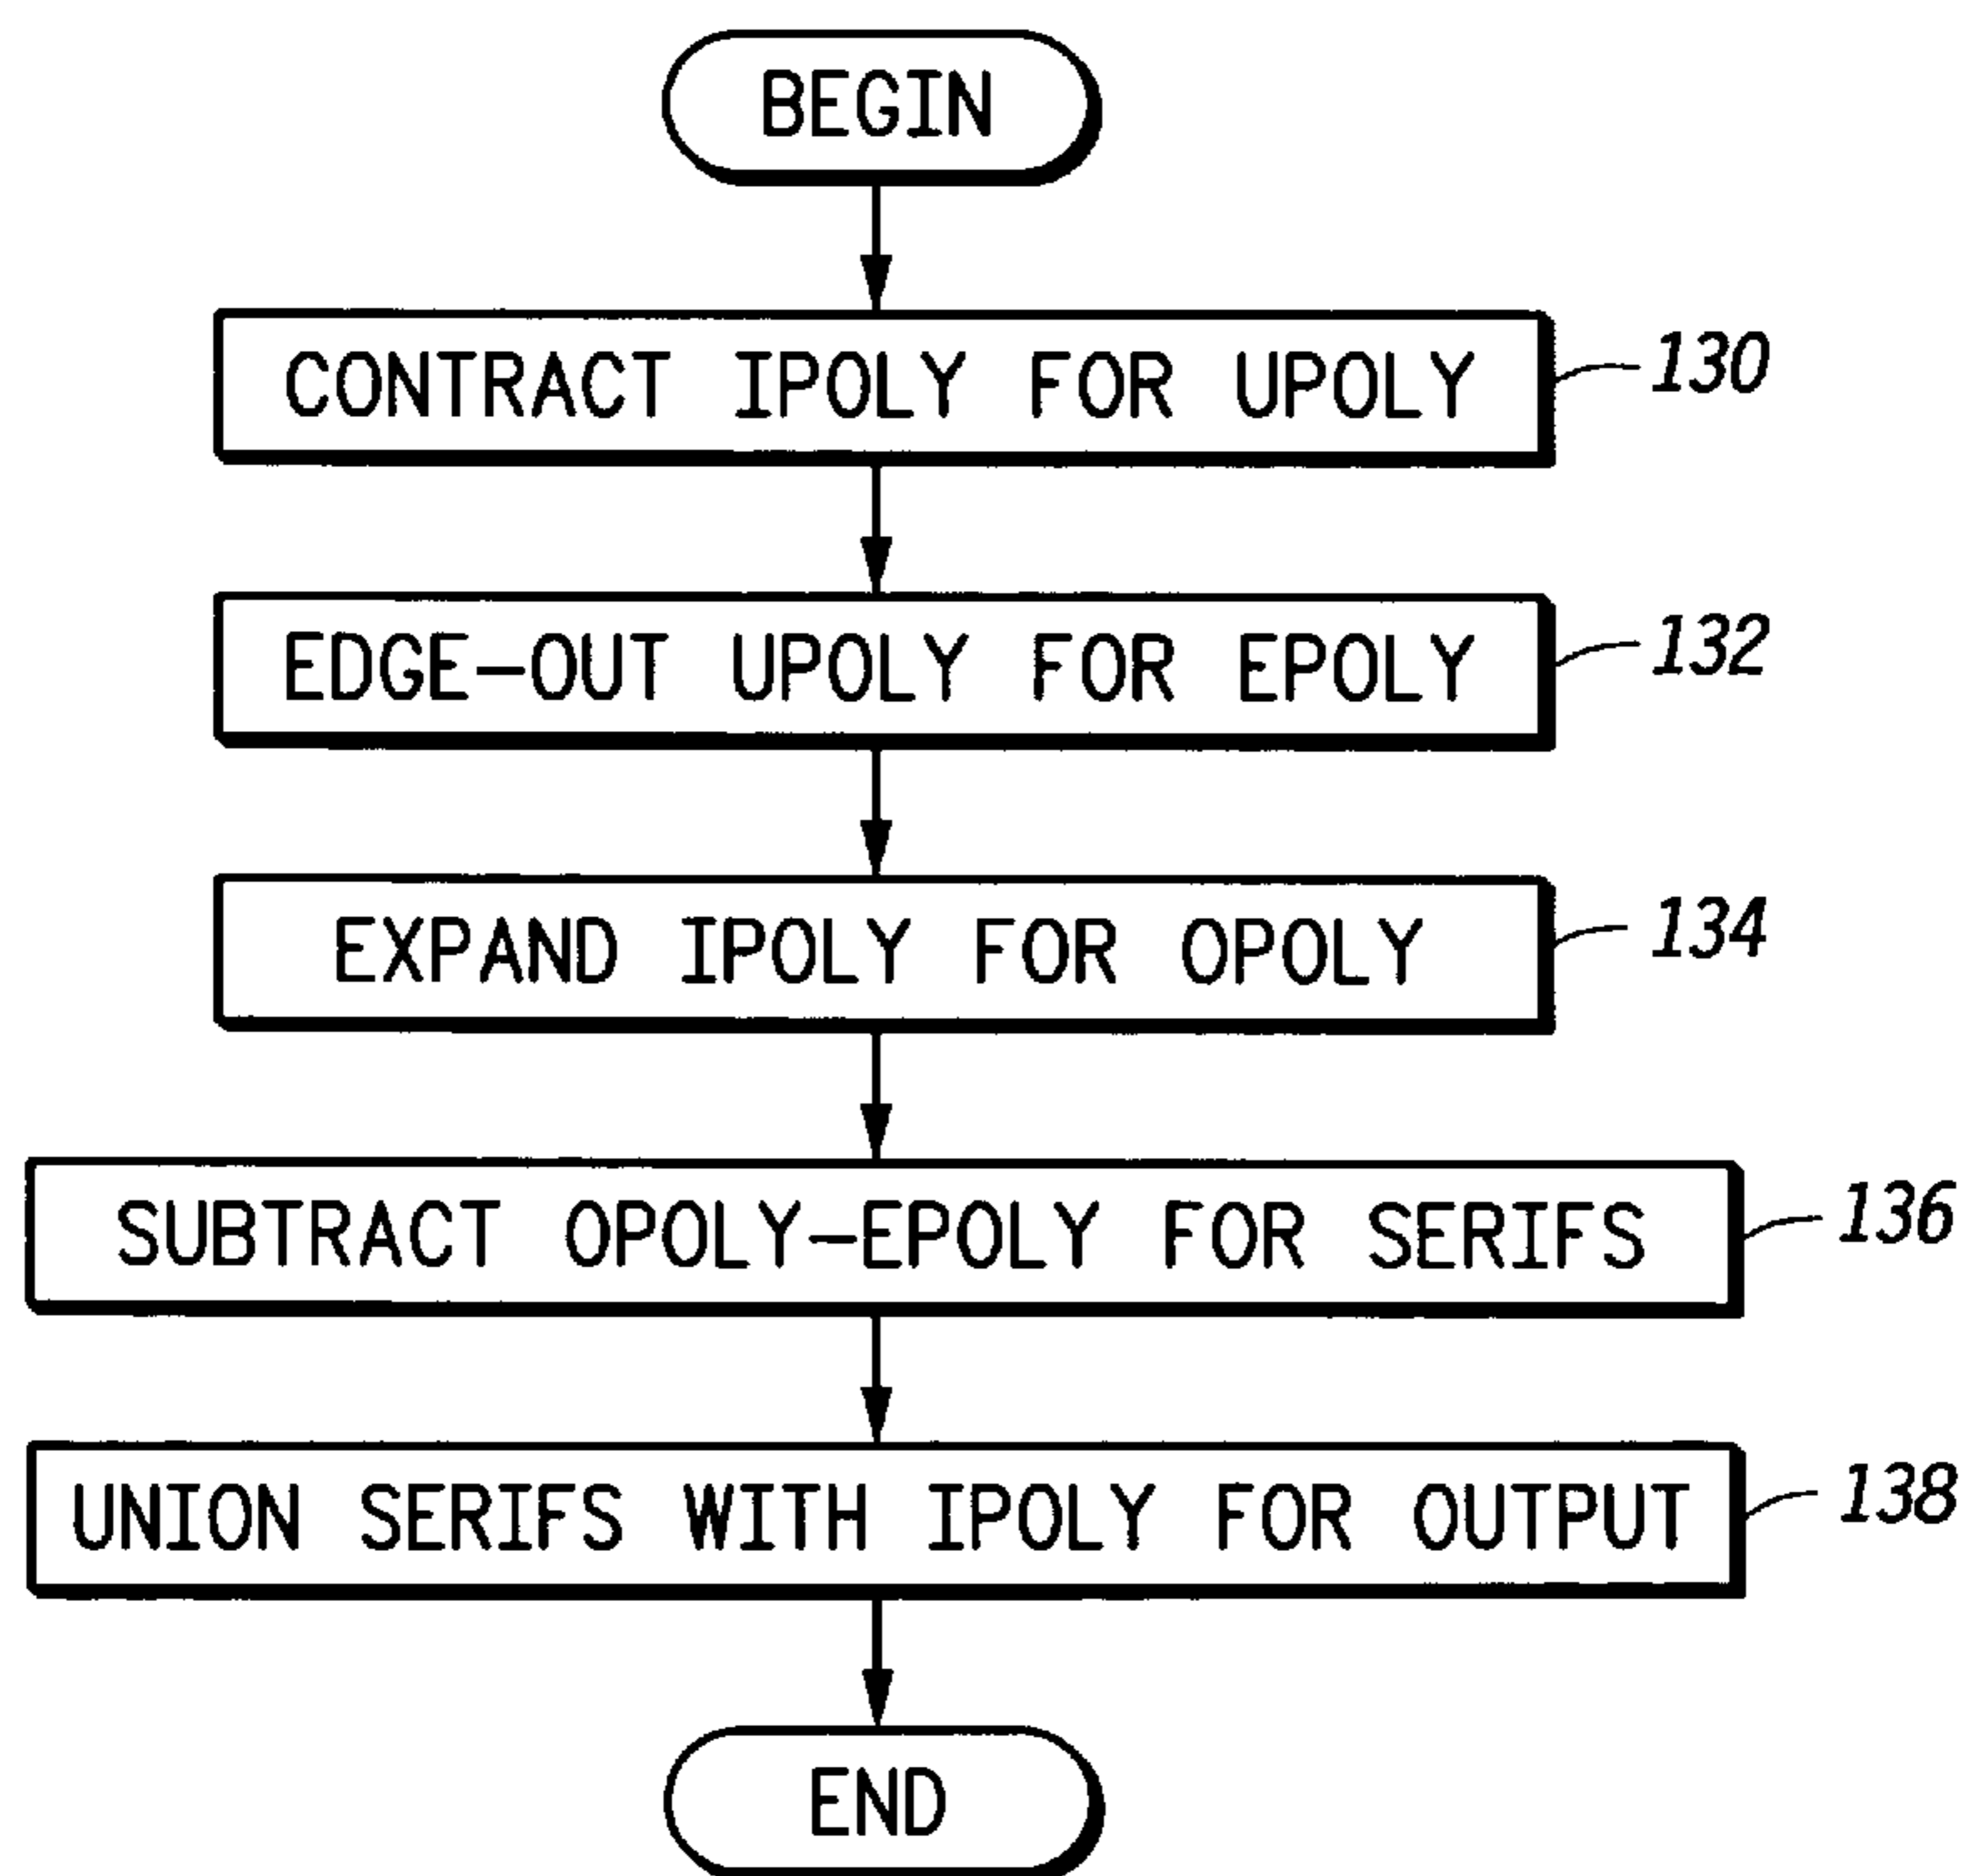 BEGIN
CONTRACT IPOLY FOR UPOLY
130
EDGE-OUT UPOLY FOR EPOLY
132
EXPAND IPOLY FOR OPOLY
134
SUBTRACT OPOLY-EPOLY FOR SERIFS
136
UNION SERIFS WITH IPOLY FOR OUTPUT
138
END